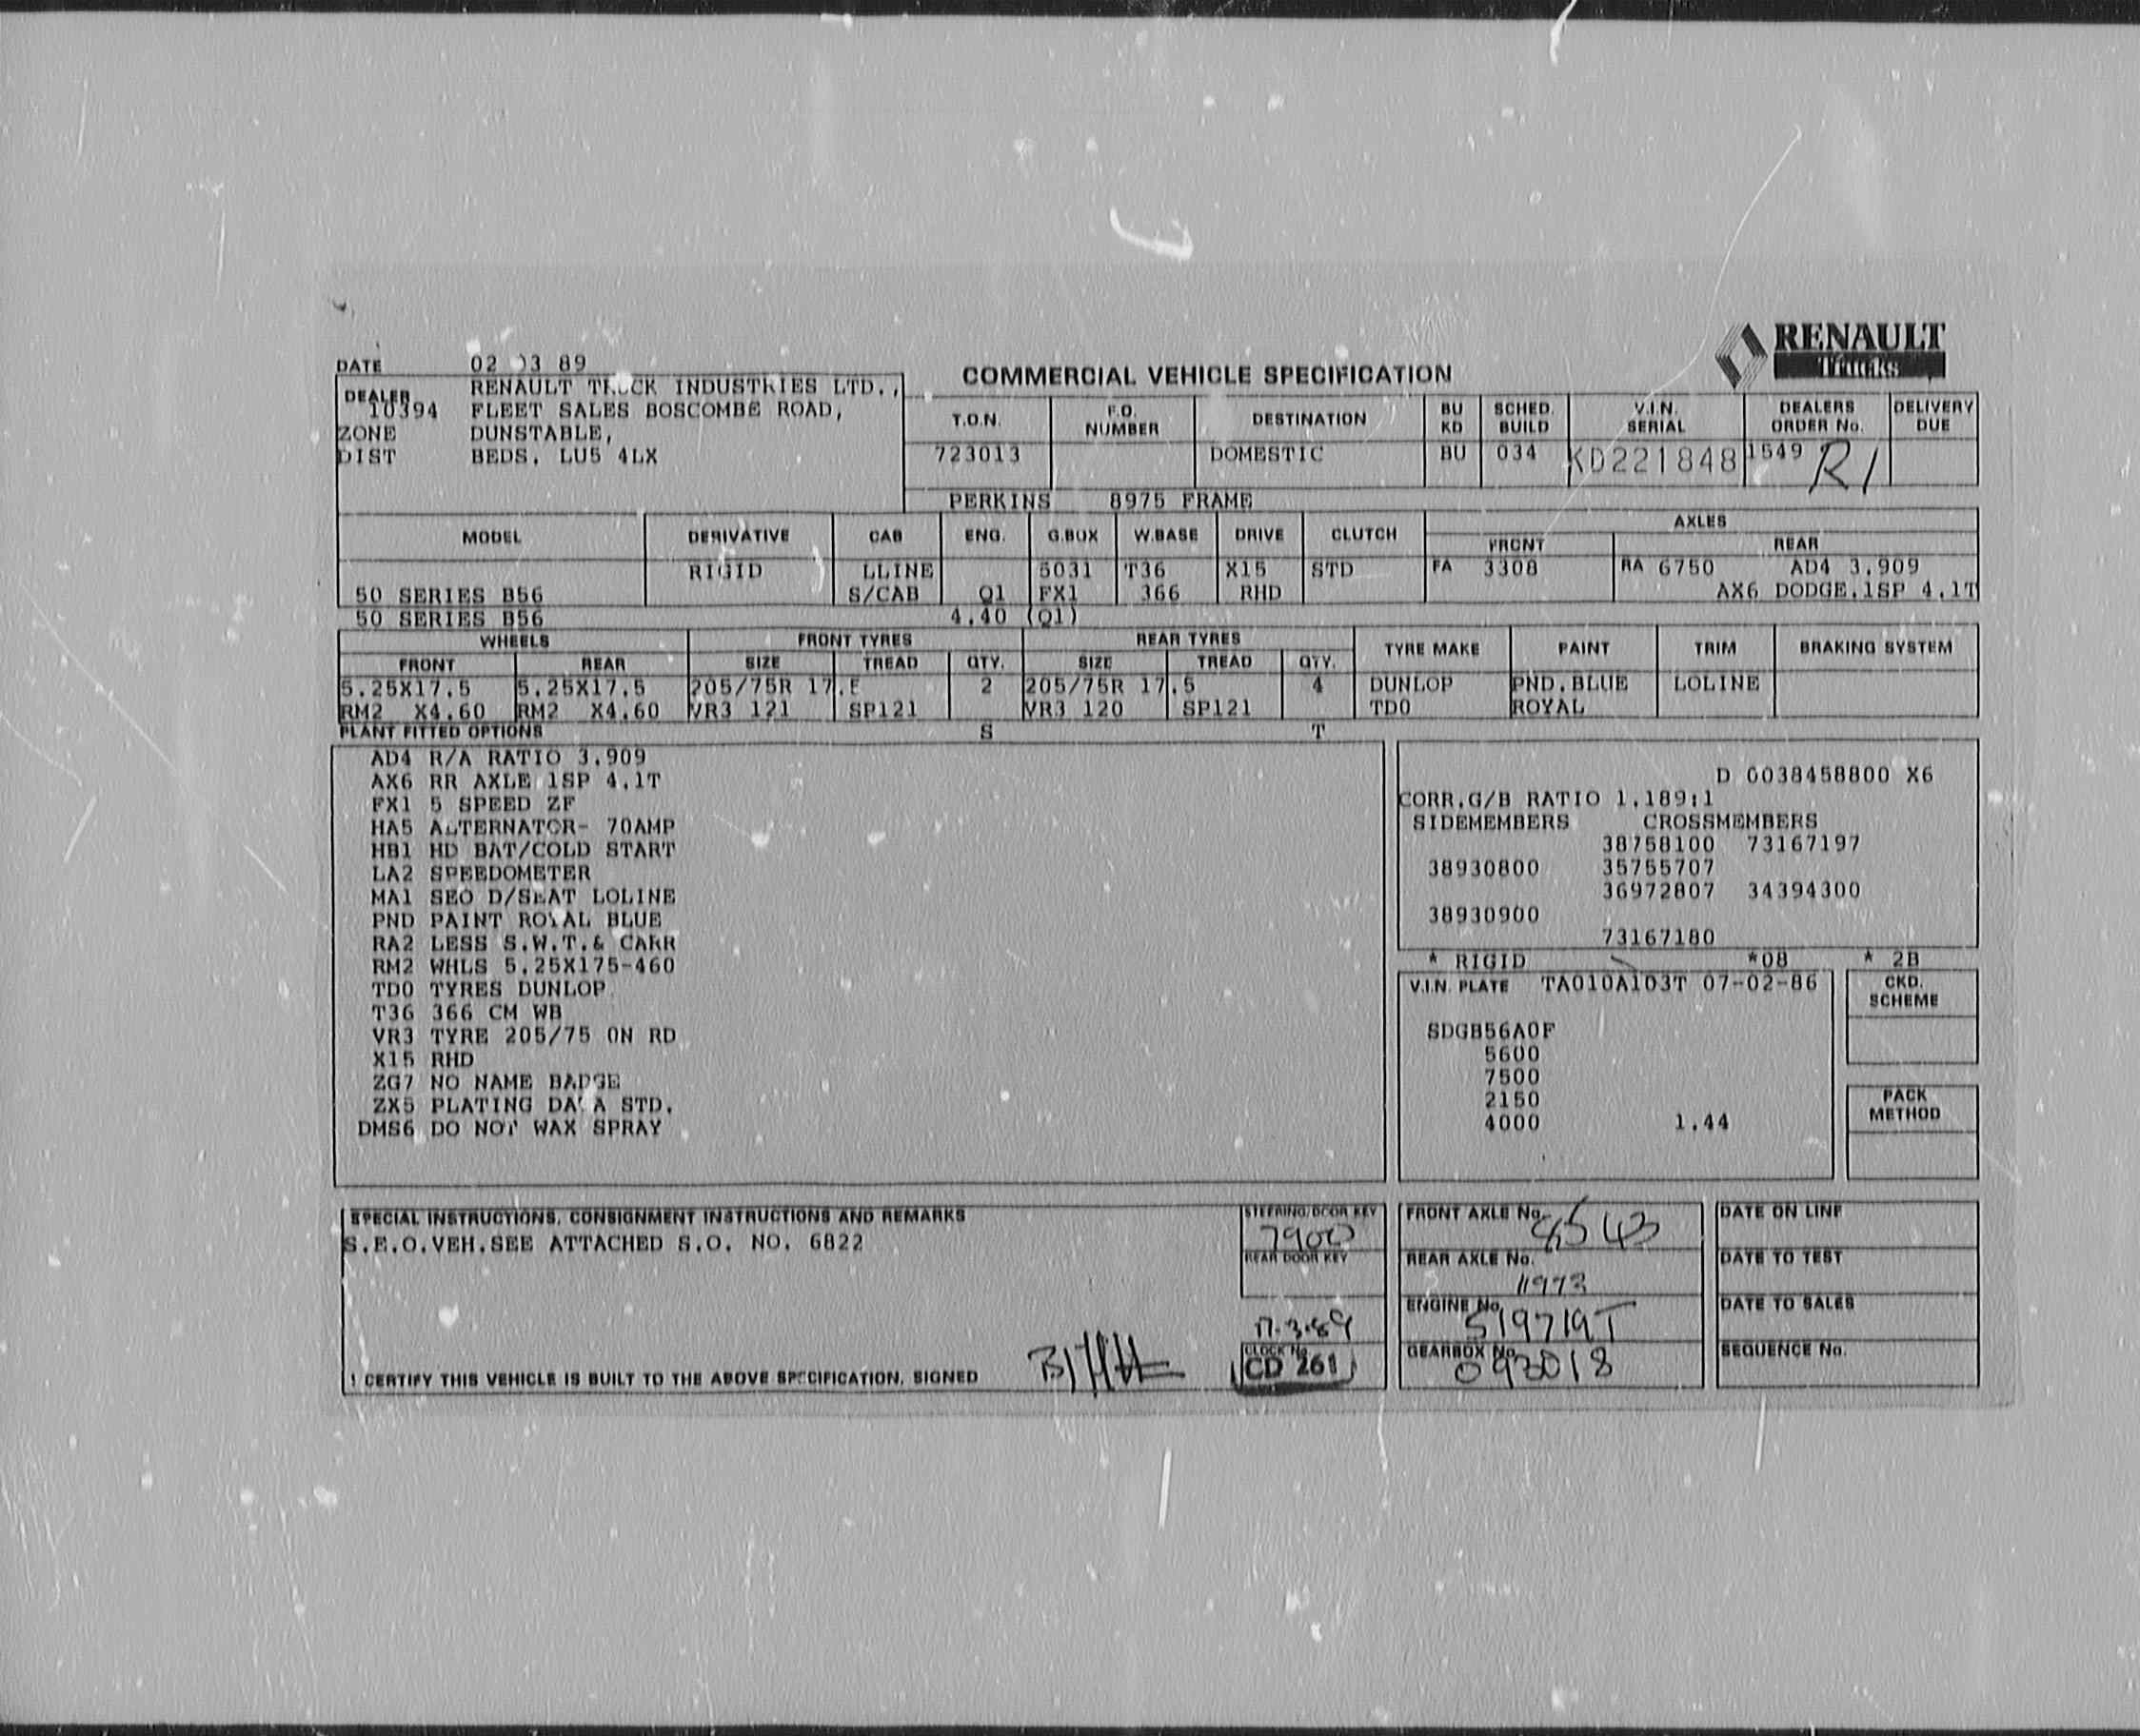 RENAULT
Trucks
DATE 02 03 89
COMMERCIAL VEHICLE SPECIFICATION
DEALER RENAULT TRUCK INDUSTRIES LTD.,
10394 FLEET SALES BOSCOMBE ROAD,
ZONE DUNSTABLE,
DIST BEDS. LU5 4LX
T.O.N. F.O. NUMBER DESTINATION BU KD SCHED. BUILD V.I.N. SERIAL DEALERS ORDER No. DELIVERY DUE
723013 DOMESTIC BU 034 KD221848 1549 R1
PERKINS 8975 FRAME
MODEL DERIVATIVE CAB ENG. G.BOX W.BASE DRIVE CLUTCH AXLES
FRONT REAR
RIGID LLINE 5031 T36 X15 STD FA 3308 RA 6750 AD4 3.909
50 SERIES B56 S/CAB Q1 FX1 366 RHD AX6 DODGE.1SP 4.1T
50 SERIES B56 4.40 (Q1)
WHEELS FRONT TYRES REAR TYRES TYRE MAKE PAINT TRIM BRAKING SYSTEM
FRONT REAR SIZE TREAD QTY. SIZE TREAD QTY.
5.25X17.5 5.25X17.5 205/75R 17.5 2 205/75R 17.5 4 DUNLOP PND.BLUE LOLINE
RM2 X4.60 RM2 X4.60 VR3 121 SP121 VR3 120 SP121 TD0 ROYAL
PLANT FITTED OPTIONS S T
AD4 R/A RATIO 3.909
AX6 RR AXLE 1SP 4.1T
FX1 5 SPEED ZF
HA5 ALTERNATOR- 70AMP
HB1 HD BAT/COLD START
LA2 SPEEDOMETER
MA1 SEO D/SEAT LOLINE
PND PAINT ROYAL BLUE
RA2 LESS S.W.T.& CARR
RM2 WHLS 5.25X175-460
TD0 TYRES DUNLOP
T36 366 CM WB
VR3 TYRE 205/75 ON RD
X15 RHD
ZG7 NO NAME BADGE
ZX5 PLATING DATA STD.
DMS6 DO NOT WAX SPRAY
D 0038458800 X6
CORR.G/B RATIO 1.189:1
SIDEMEMBERS CROSSMEMBERS
38758100 73167197
38930800 35755707
36972807 34394300
38930900
73167180
* RIGID *08 * 2B
V.I.N. PLATE TA010A103T 07-02-86
CKD. SCHEME
SDGB56A0F
5600
7500
2150
4000 1.44
PACK METHOD
SPECIAL INSTRUCTIONS, CONSIGNMENT INSTRUCTIONS AND REMARKS
S.E.O.VEH.SEE ATTACHED S.O. NO. 6822
STEERING/DOOR KEY
7900
REAR DOOR KEY
17.3.89
CLOCK No.
CD 261
I CERTIFY THIS VEHICLE IS BUILT TO THE ABOVE SPECIFICATION. SIGNED
FRONT AXLE No. 8543
REAR AXLE No. 11973
ENGINE No. 519719T
GEARBOX No. 093018
DATE ON LINE
DATE TO TEST
DATE TO SALES
SEQUENCE No.